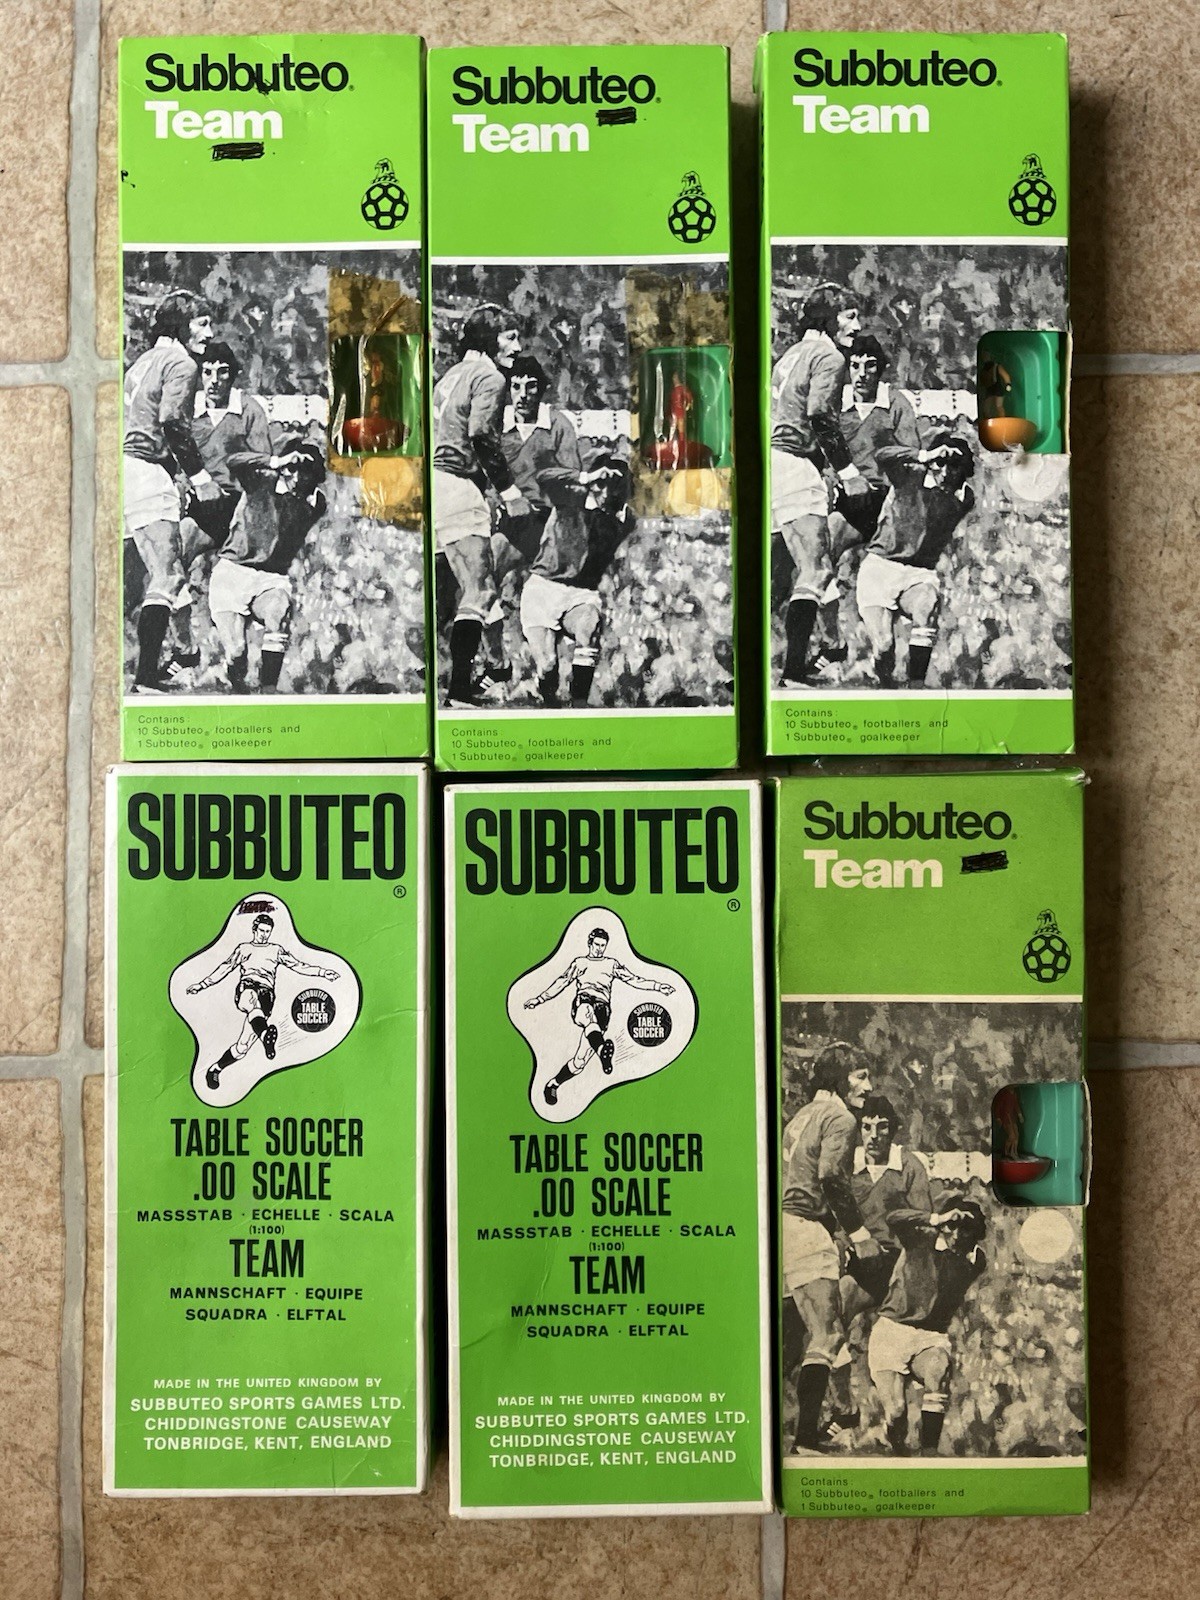 Subbuteo®
Team
Contains:
10 Subbuteo® footballers and
1 Subbuteo® goalkeeper
Subbuteo®
Team
Contains:
10 Subbuteo® footballers and
1 Subbuteo® goalkeeper
Subbuteo®
Team
Contains:
10 Subbuteo® footballers and
1 Subbuteo® goalkeeper
SUBBUTEO
®
SUBBUTEO
TABLE
SOCCER
TABLE SOCCER
.00 SCALE
MASSSTAB · ECHELLE · SCALA
(1:100)
TEAM
MANNSCHAFT · EQUIPE
SQUADRA · ELFTAL
MADE IN THE UNITED KINGDOM BY
SUBBUTEO SPORTS GAMES LTD.
CHIDDINGSTONE CAUSEWAY
TONBRIDGE, KENT, ENGLAND
SUBBUTEO
®
SUBBUTEO
TABLE
SOCCER
TABLE SOCCER
.00 SCALE
MASSSTAB · ECHELLE · SCALA
(1:100)
TEAM
MANNSCHAFT · EQUIPE
SQUADRA · ELFTAL
MADE IN THE UNITED KINGDOM BY
SUBBUTEO SPORTS GAMES LTD.
CHIDDINGSTONE CAUSEWAY
TONBRIDGE, KENT, ENGLAND
Subbuteo®
Team
Contains:
10 Subbuteo® footballers and
1 Subbuteo® goalkeeper